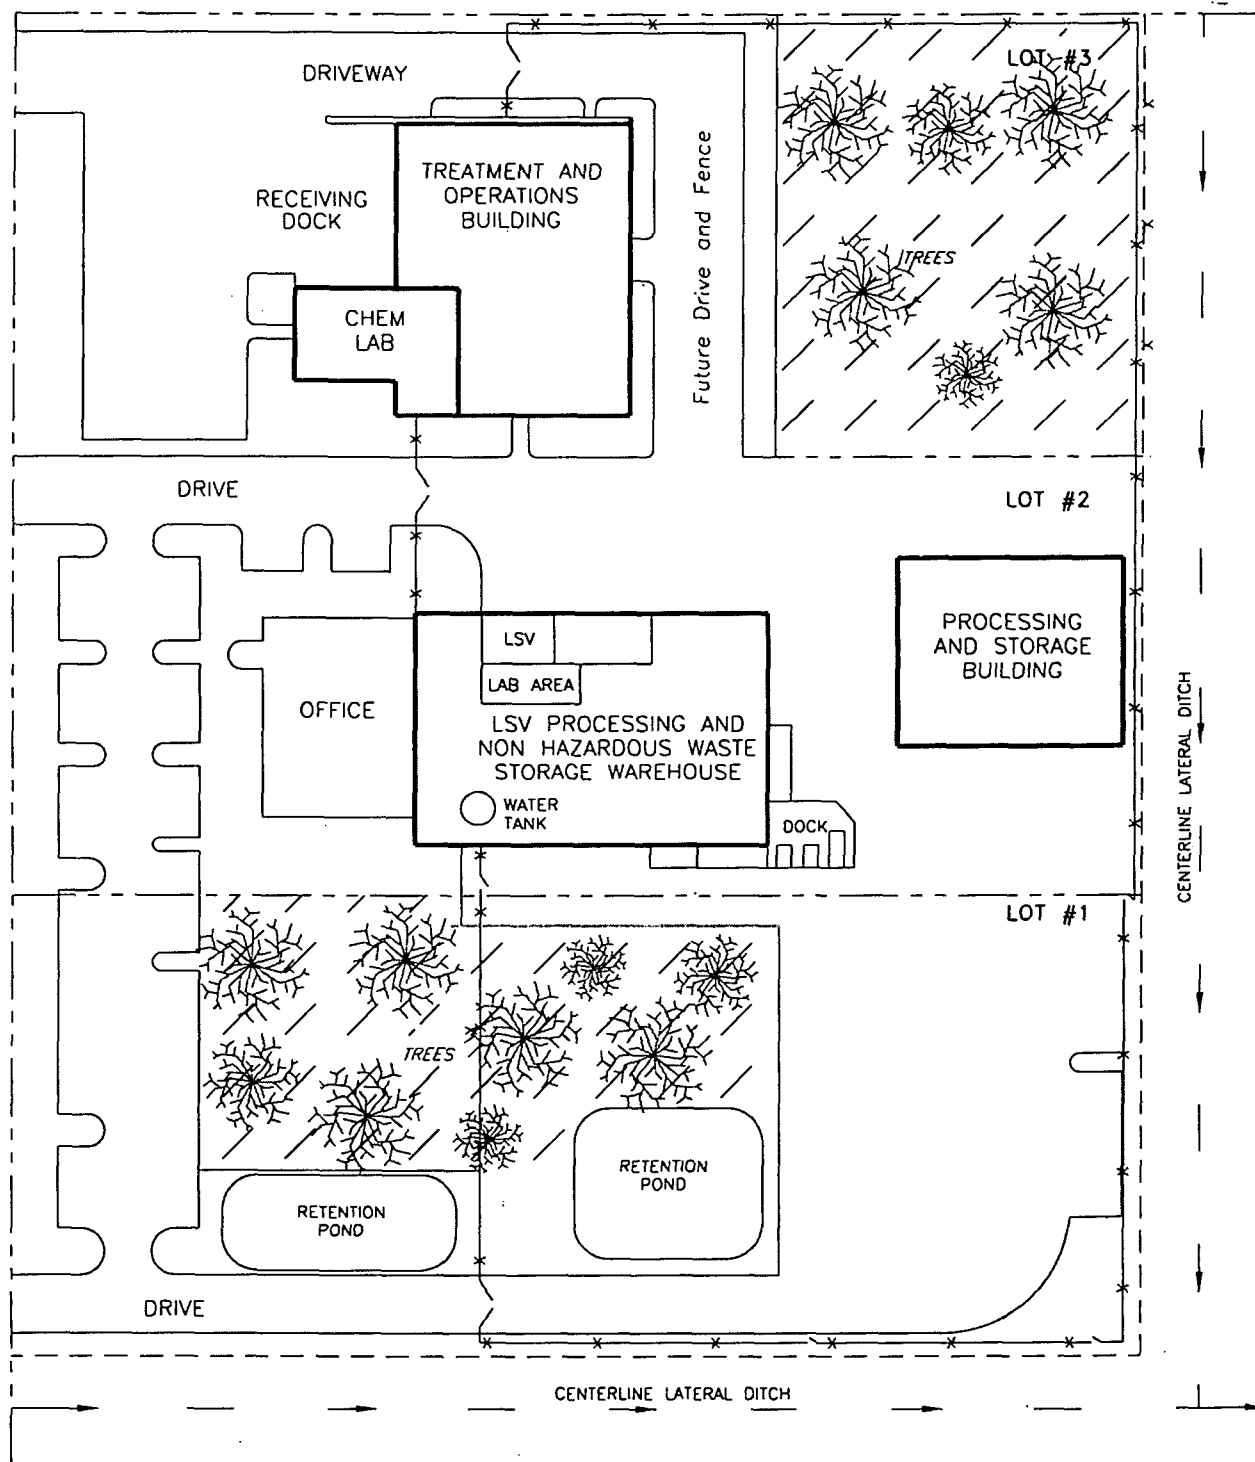 LOT #3
DRIVEWAY
TREATMENT AND
OPERATIONS
BUILDING
RECEIVING
DOCK
Future Drive and Fence
TREES
CHEM
LAB
DRIVE
LOT #2
PROCESSING
AND STORAGE
BUILDING
LSV
LAB AREA
OFFICE
LSV PROCESSING AND
NON HAZARDOUS WASTE
STORAGE WAREHOUSE
WATER
TANK
DOCK
CENTERLINE LATERAL DITCH
LOT #1
TREES
RETENTION
POND
RETENTION
POND
DRIVE
CENTERLINE LATERAL DITCH